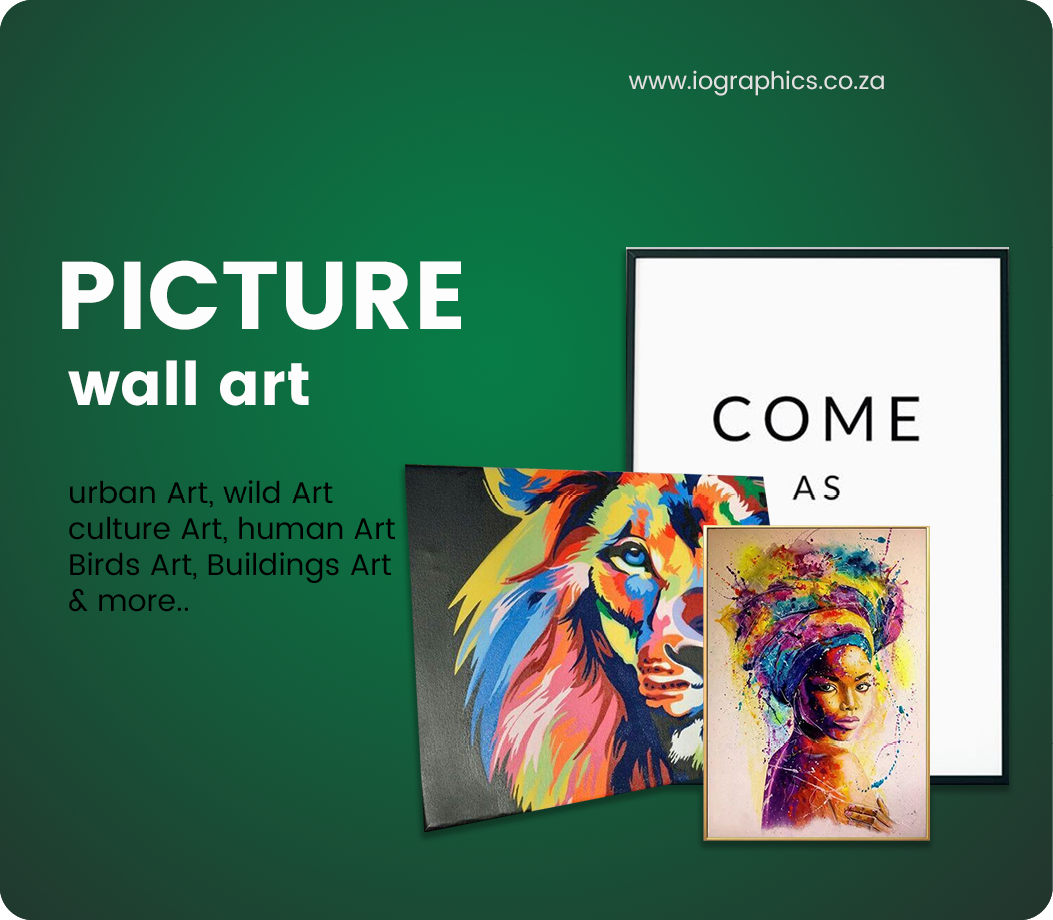 www.iographics.co.za
PICTURE
wall art
urban Art, wild Art
culture Art, human Art
Birds Art, Buildings Art
& more..
COME
AS